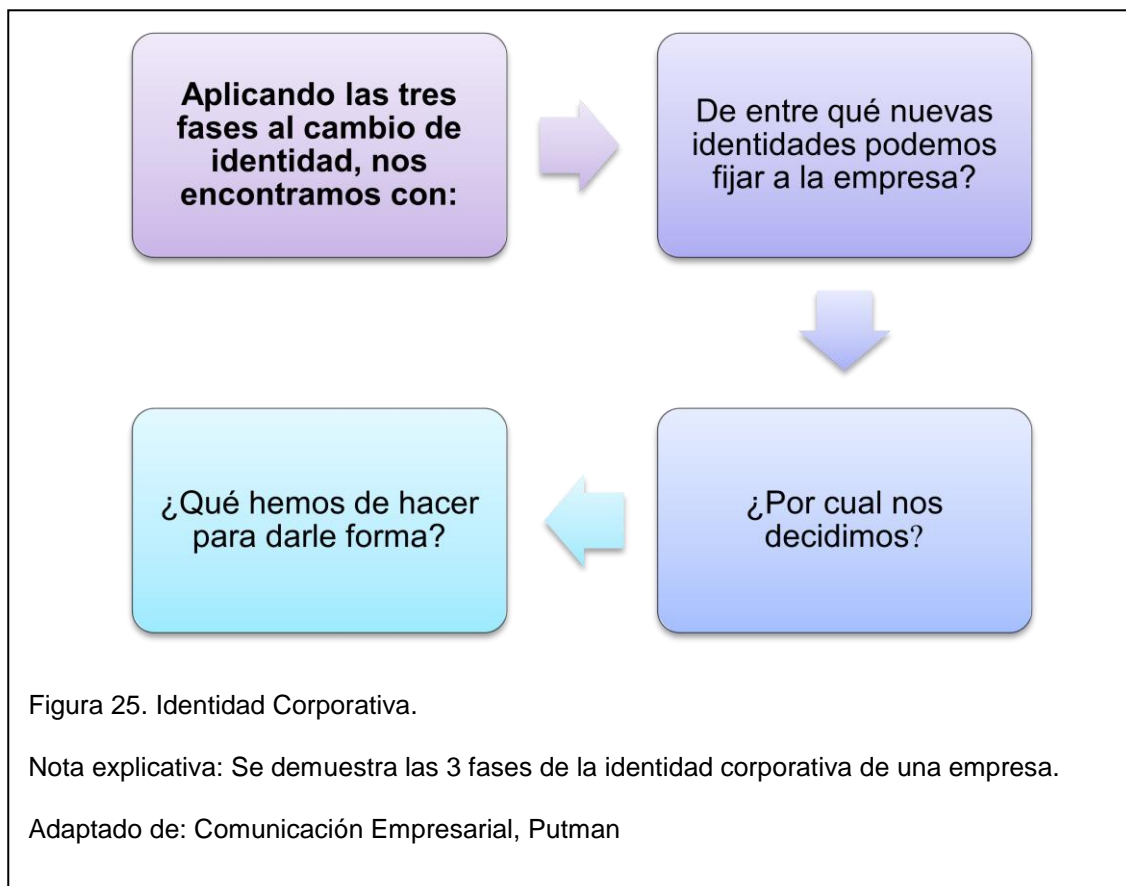 Aplicando las tres
fases al cambio de
identidad, nos
encontramos con:
De entre qué nuevas
identidades podemos
fijar a la empresa?
¿Por cual nos
decidimos?
¿Qué hemos de hacer
para darle forma?
Figura 25. Identidad Corporativa.
Nota explicativa: Se demuestra las 3 fases de la identidad corporativa de una empresa.
Adaptado de: Comunicación Empresarial, Putman